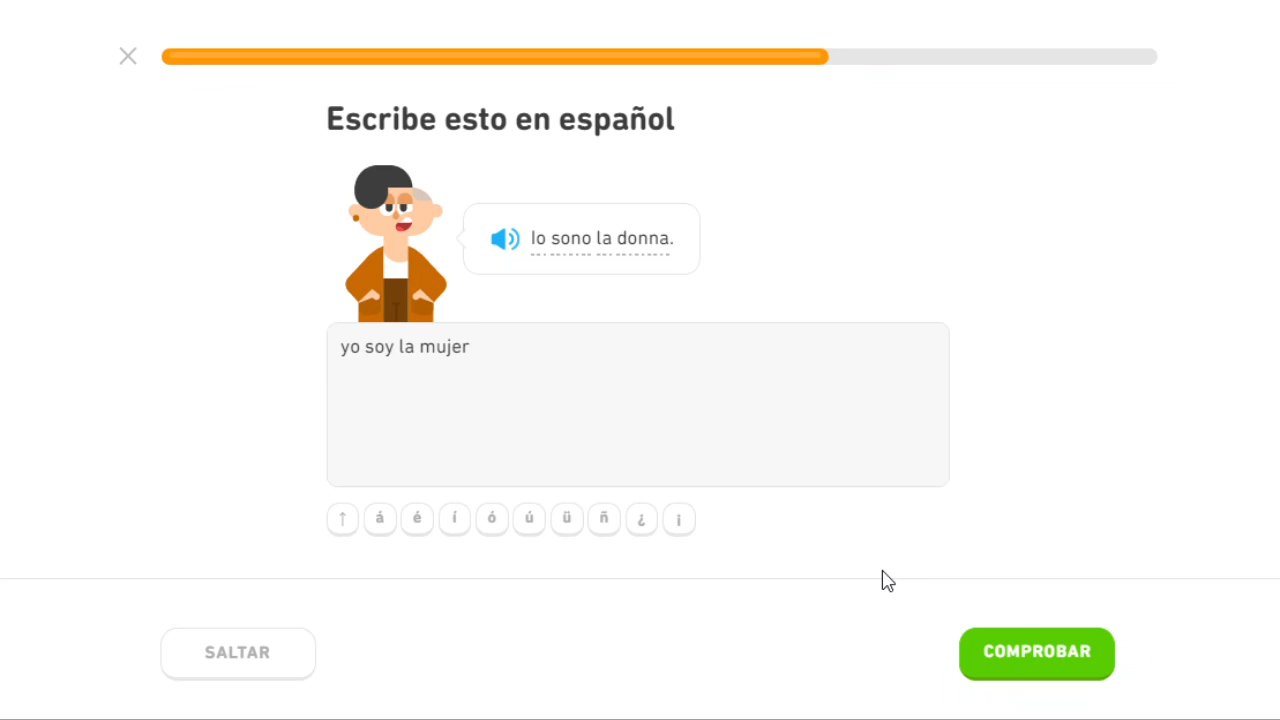 Escribe esto en español
Io sono la donna.
yo soy la mujer
↑ á é í ó ú ü ñ ¿ ¡
SALTAR
COMPROBAR